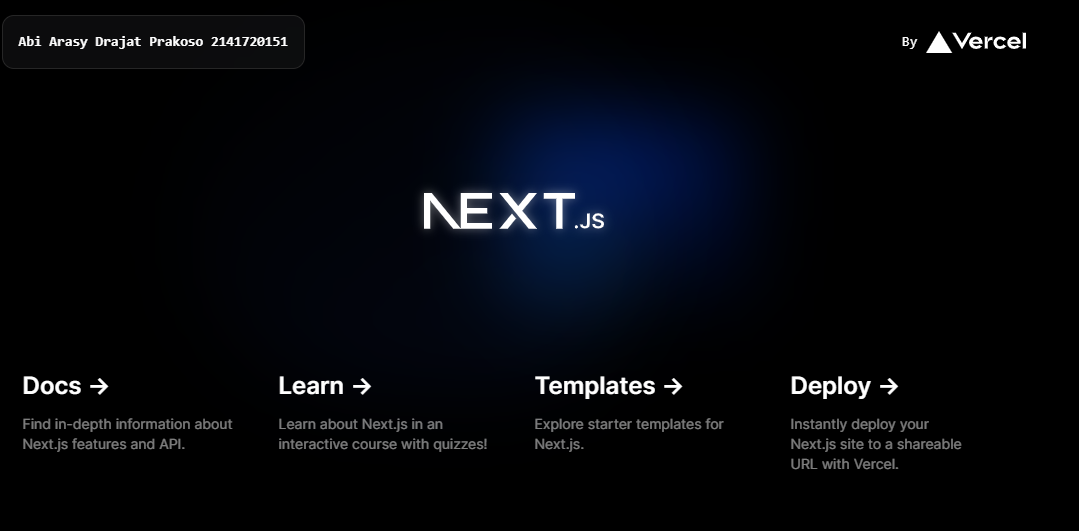 Abi Arasy Drajat Prakoso 2141720151
By Vercel
NEXT.JS
Docs →
Find in-depth information about
Next.js features and API.
Learn →
Learn about Next.js in an
interactive course with quizzes!
Templates →
Explore starter templates for
Next.js.
Deploy →
Instantly deploy your
Next.js site to a shareable
URL with Vercel.